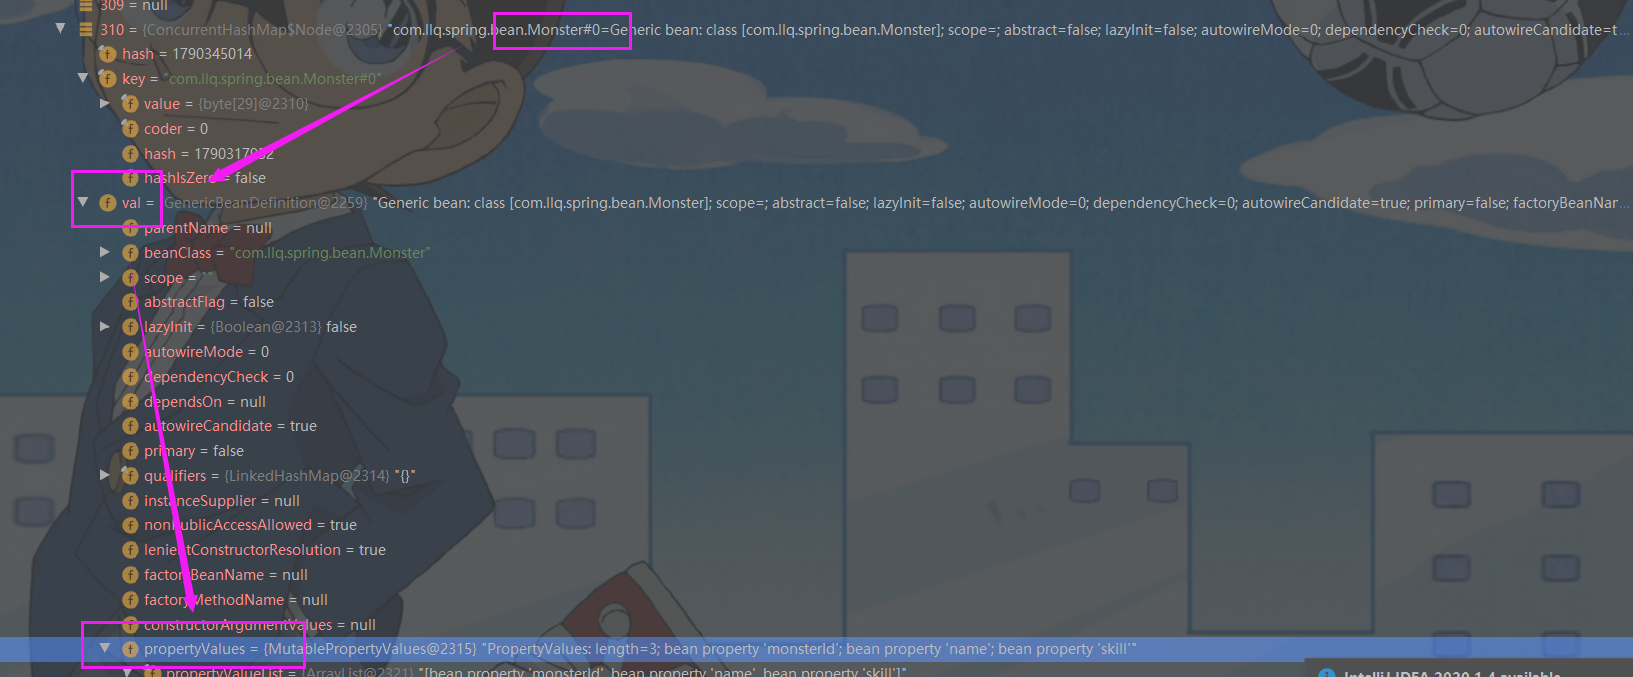 309 = null
310 = {ConcurrentHashMap$Node@2305} "com.llq.spring.bean.Monster#0=Generic bean: class [com.llq.spring.bean.Monster]; scope=; abstract=false; lazyInit=false; autowireMode=0; dependencyCheck=0; autowireCandidate=t...
f hash = 1790345014
f key = "com.llq.spring.bean.Monster#0"
f value = {byte[29]@2310}
f coder = 0
f hash = 1790317952
f hashIsZero = false
f val = {GenericBeanDefinition@2259} "Generic bean: class [com.llq.spring.bean.Monster]; scope=; abstract=false; lazyInit=false; autowireMode=0; dependencyCheck=0; autowireCandidate=true; primary=false; factoryBeanNam...
f parentName = null
f beanClass = "com.llq.spring.bean.Monster"
f scope = ""
f abstractFlag = false
f lazyInit = {Boolean@2313} false
f autowireMode = 0
f dependencyCheck = 0
f dependsOn = null
f autowireCandidate = true
f primary = false
f qualifiers = {LinkedHashMap@2314} "{}"
f instanceSupplier = null
f nonPublicAccessAllowed = true
f lenientConstructorResolution = true
f factoryBeanName = null
f factoryMethodName = null
f constructorArgumentValues = null
f propertyValues = {MutablePropertyValues@2315} "PropertyValues: length=3; bean property 'monsterId'; bean property 'name'; bean property 'skill'"
f propertyValueList = {ArrayList@2321} "[bean property 'monsterId', bean property 'name', bean property 'skill']"
IntelliJ IDEA 2020.1.4 available